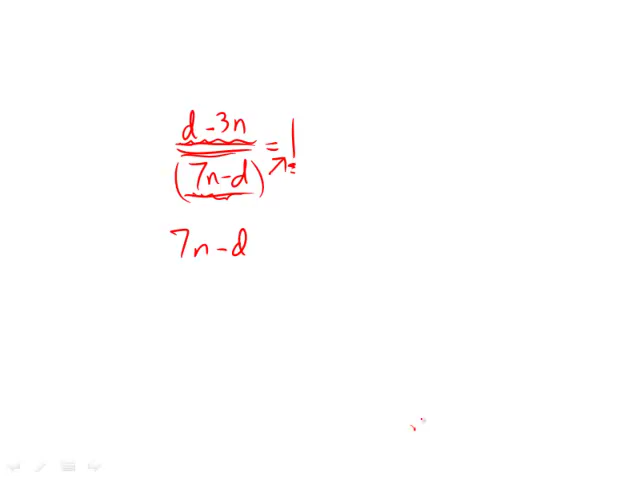 d - 3n
/ (7n - d) = 1
7n - d